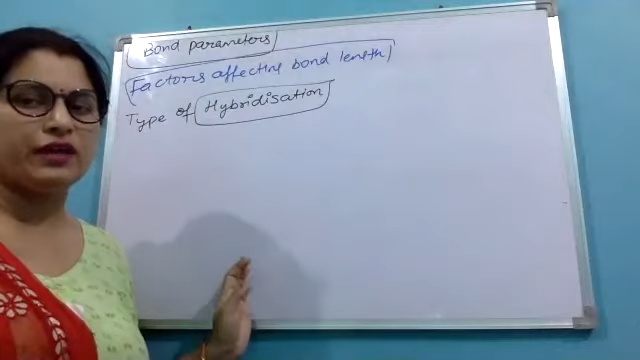 Bond parameters
Factors affecting bond length
Type of Hybridisation